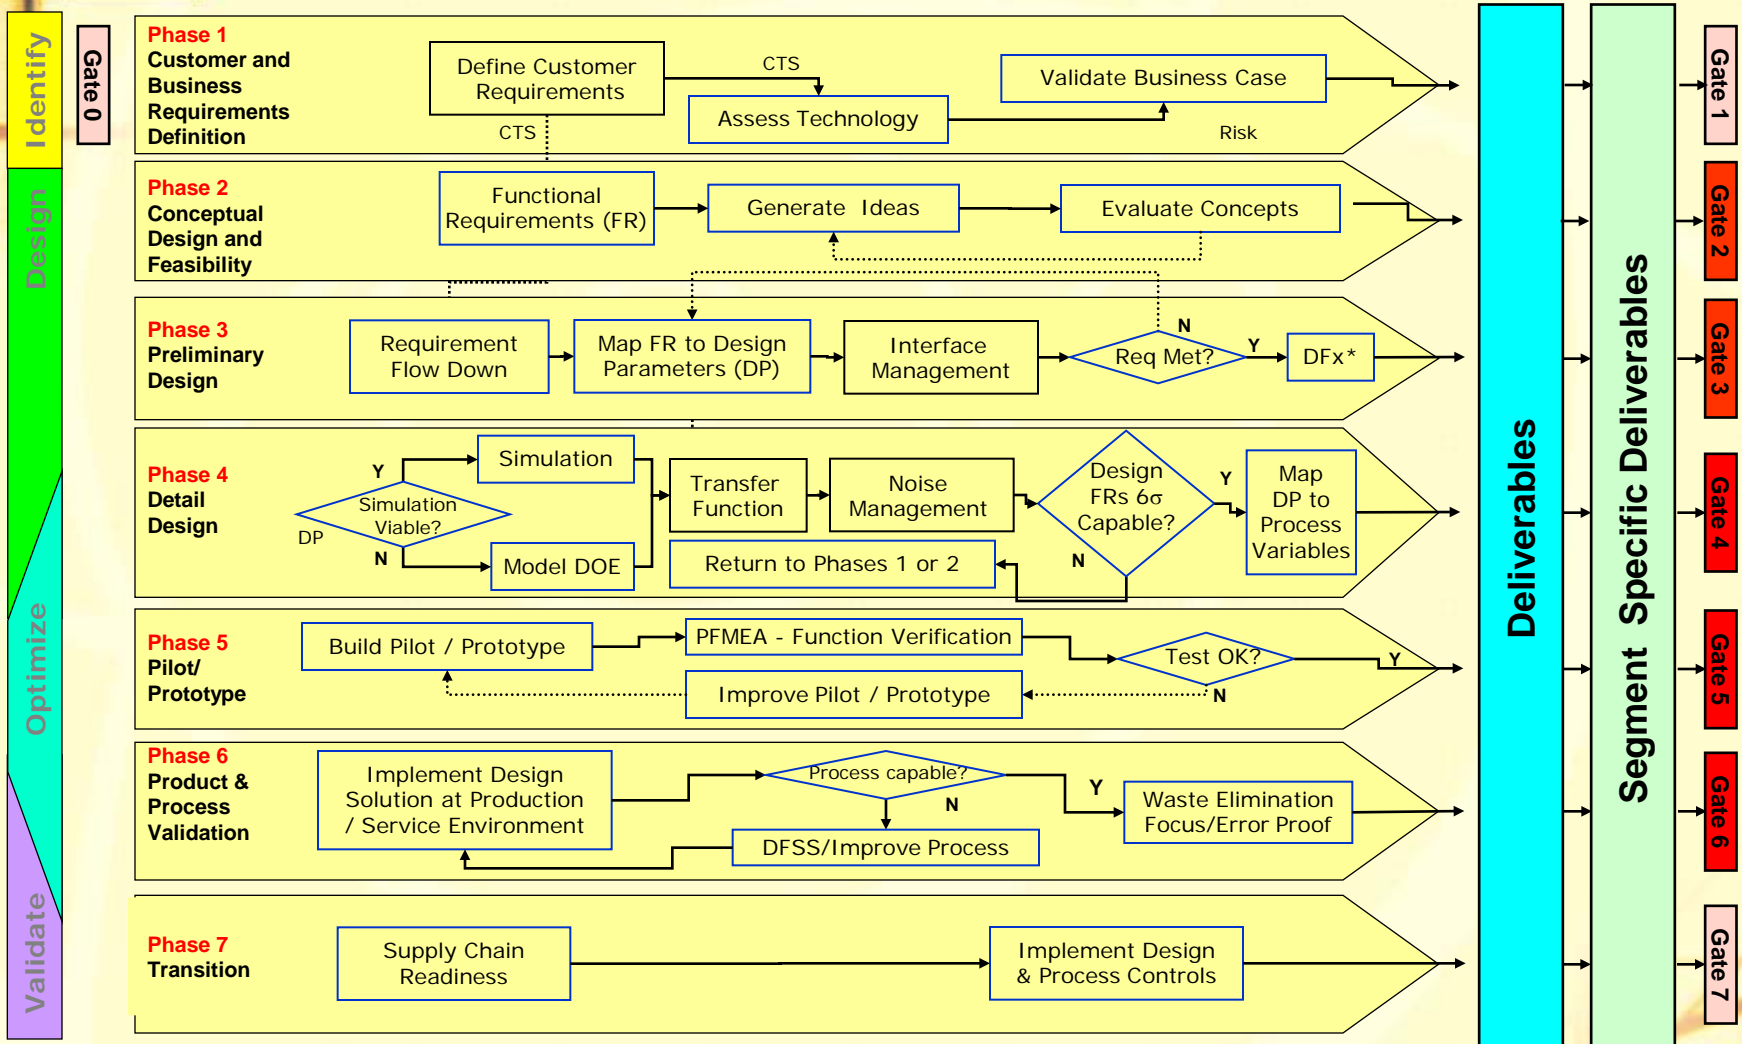 Identify
Design
Optimize
Validate
Gate 0
Phase 1
Customer and
Business
Requirements
Definition
Define Customer
Requirements
CTS
CTS
Assess Technology
Validate Business Case
Risk
Phase 2
Conceptual
Design and
Feasibility
Functional
Requirements (FR)
Generate Ideas
Evaluate Concepts
Phase 3
Preliminary
Design
Requirement
Flow Down
Map FR to Design
Parameters (DP)
Interface
Management
Req Met?
N
Y
DFx*
Phase 4
Detail
Design
Simulation
Viable?
DP
Y
N
Simulation
Model DOE
Transfer
Function
Noise
Management
Return to Phases 1 or 2
Design
FRs 6σ
Capable?
Y
N
Map
DP to
Process
Variables
Phase 5
Pilot/
Prototype
Build Pilot / Prototype
PFMEA - Function Verification
Improve Pilot / Prototype
Test OK?
Y
N
Phase 6
Product &
Process
Validation
Implement Design
Solution at Production
/ Service Environment
Process capable?
N
Y
DFSS/Improve Process
Waste Elimination
Focus/Error Proof
Phase 7
Transition
Supply Chain
Readiness
Implement Design
& Process Controls
Deliverables
Segment Specific Deliverables
Gate 1
Gate 2
Gate 3
Gate 4
Gate 5
Gate 6
Gate 7